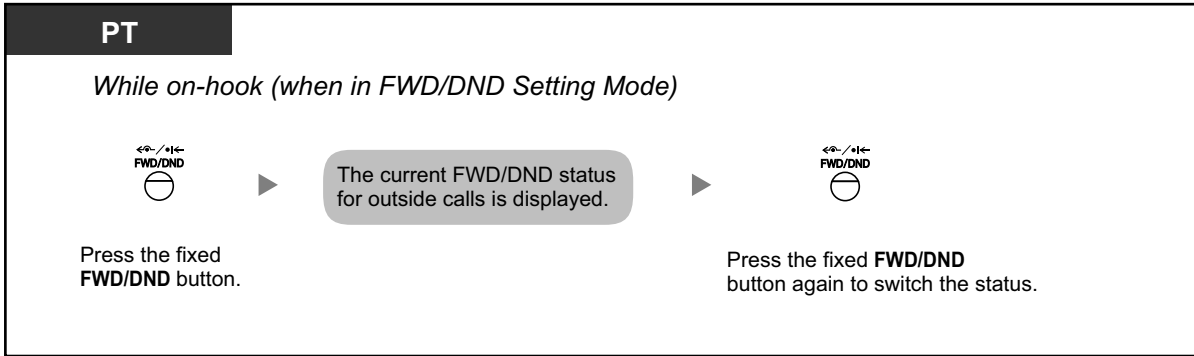 PT
While on-hook (when in FWD/DND Setting Mode)
FWD/DND
The current FWD/DND status
for outside calls is displayed.
FWD/DND
Press the fixed
FWD/DND button.
Press the fixed FWD/DND
button again to switch the status.